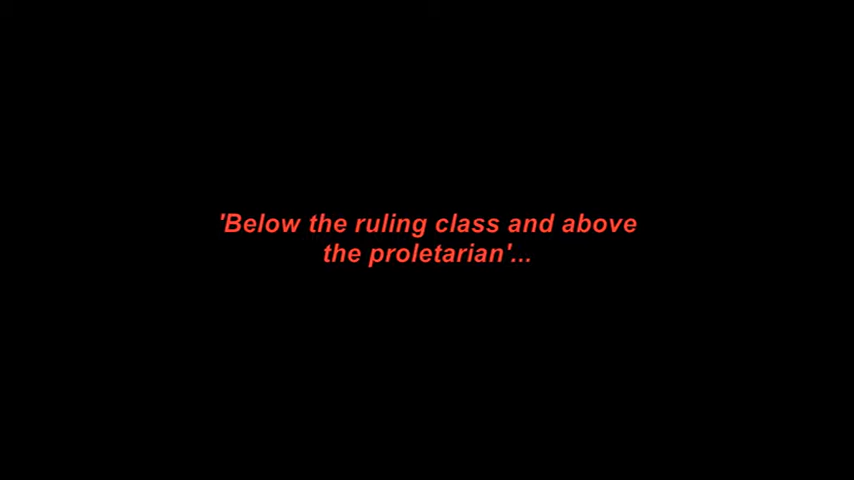 'Below the ruling class and above
the proletarian'...